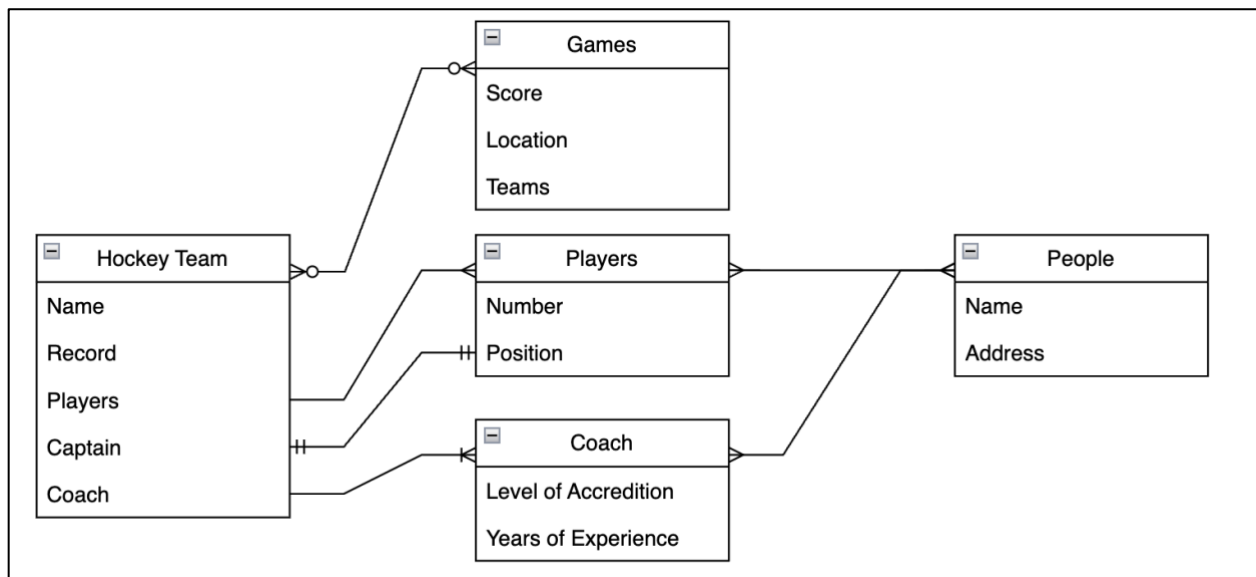 Games
Score
Location
Teams
Hockey Team
Name
Record
Players
Captain
Coach
Players
Number
Position
Coach
Level of Accredition
Years of Experience
People
Name
Address